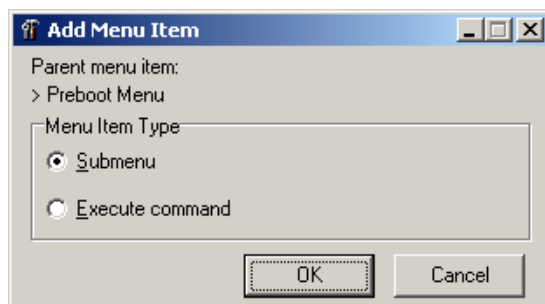 Add Menu Item
Parent menu item:
> Preboot Menu
Menu Item Type
Submenu
Execute command
OK Cancel